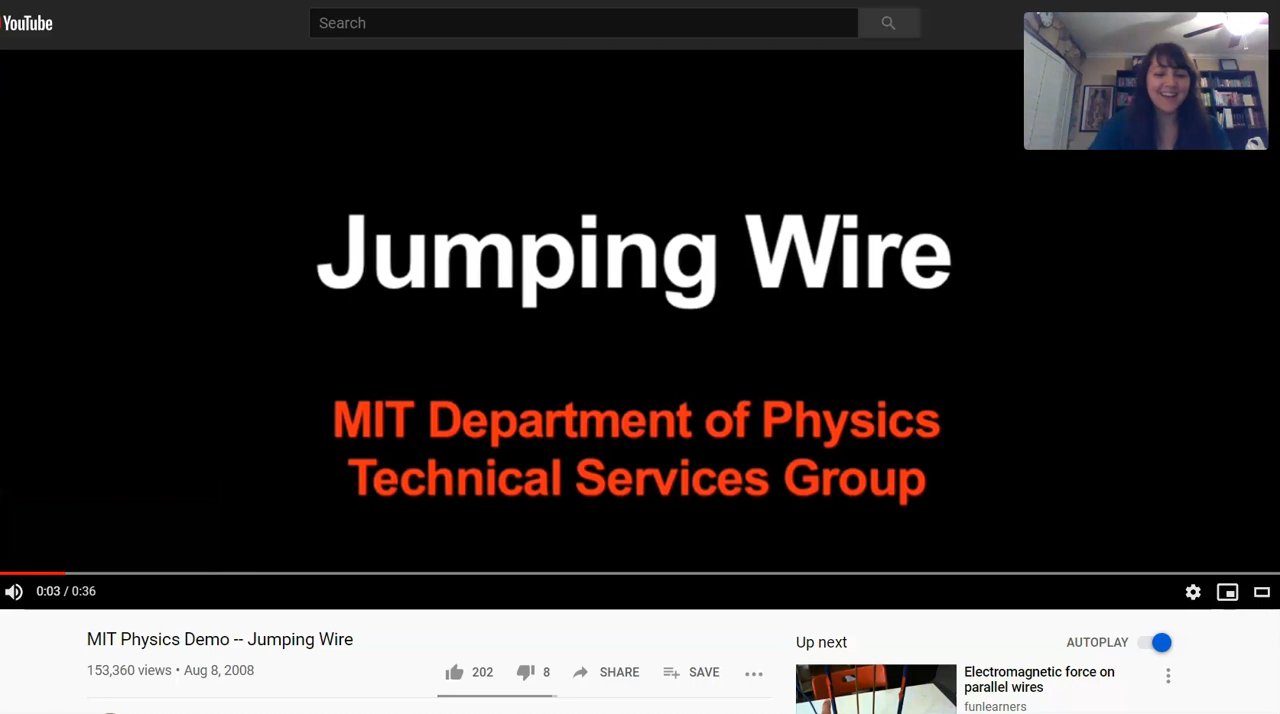 YouTube
Search
Jumping Wire
MIT Department of Physics
Technical Services Group
0:03 / 0:36
MIT Physics Demo -- Jumping Wire
153,360 views • Aug 8, 2008
202
8
SHARE
SAVE
Up next
AUTOPLAY
Electromagnetic force on
parallel wires
funlearners